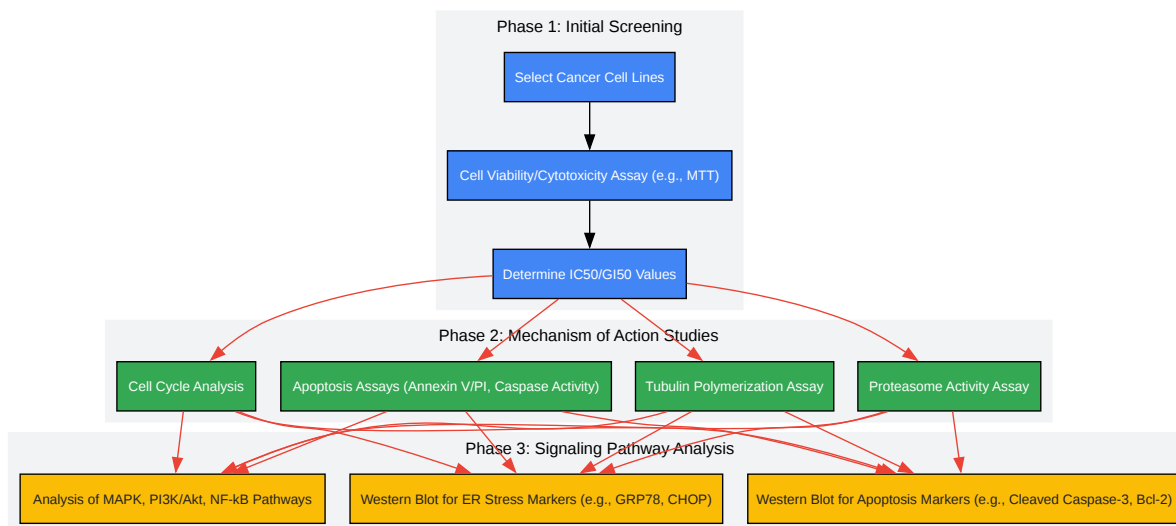 Phase 1: Initial Screening
Select Cancer Cell Lines
Cell Viability/Cytotoxicity Assay (e.g., MTT)
Determine IC50/GI50 Values
Phase 2: Mechanism of Action Studies
Cell Cycle Analysis
Apoptosis Assays (Annexin V/PI, Caspase Activity)
Tubulin Polymerization Assay
Proteasome Activity Assay
Phase 3: Signaling Pathway Analysis
Analysis of MAPK, PI3K/Akt, NF-kB Pathways
Western Blot for ER Stress Markers (e.g., GRP78, CHOP)
Western Blot for Apoptosis Markers (e.g., Cleaved Caspase-3, Bcl-2)